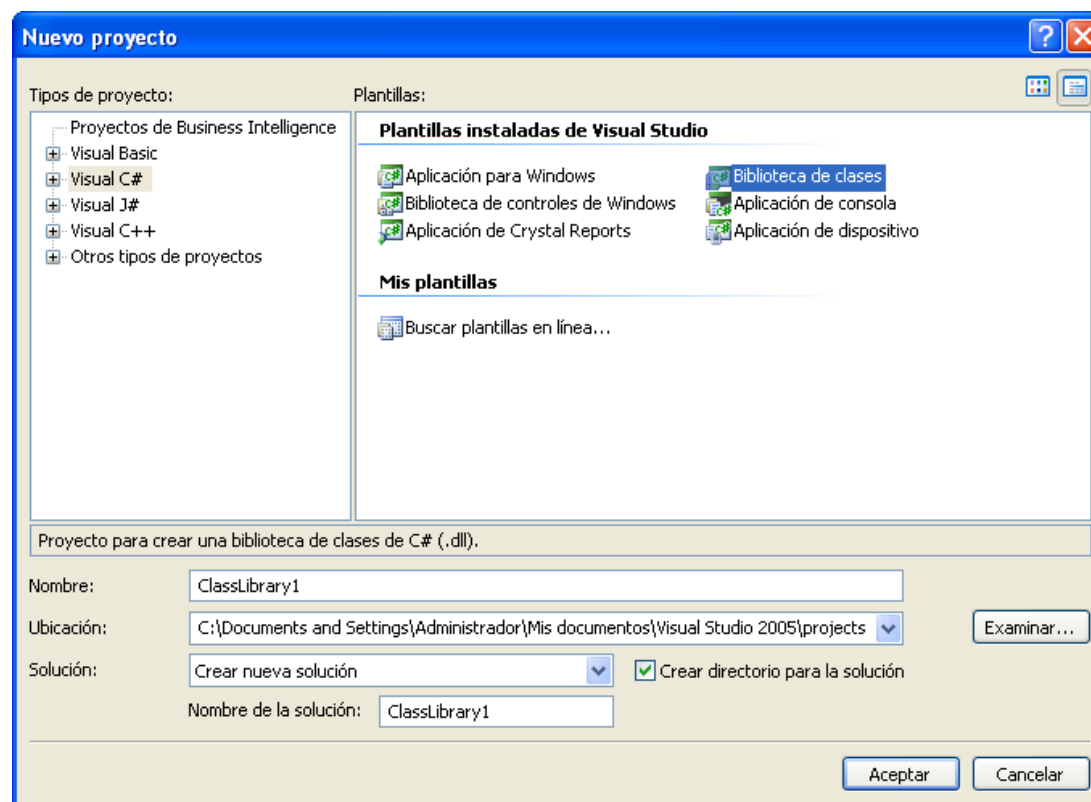 Nuevo proyecto
Tipos de proyecto:
Plantillas:
Proyectos de Business Intelligence
Visual Basic
Visual C#
Visual J#
Visual C++
Otros tipos de proyectos
Plantillas instaladas de Visual Studio
Aplicación para Windows
Biblioteca de clases
Biblioteca de controles de Windows
Aplicación de consola
Aplicación de Crystal Reports
Aplicación de dispositivo
Mis plantillas
Buscar plantillas en línea...
Proyecto para crear una biblioteca de clases de C# (.dll).
Nombre:
ClassLibrary1
Ubicación:
C:\Documents and Settings\Administrador\Mis documentos\Visual Studio 2005\projects
Examinar...
Solución:
Crear nueva solución
Crear directorio para la solución
Nombre de la solución:
ClassLibrary1
Aceptar
Cancelar